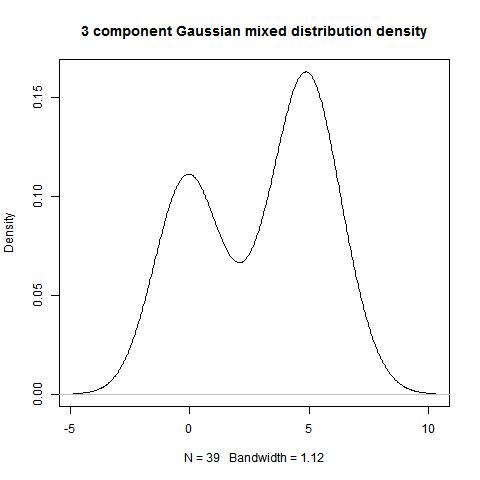 3 component Gaussian mixed distribution density
Density
0.15
0.10
0.05
0.00
-5
0
5
10
N = 39 Bandwidth = 1.12